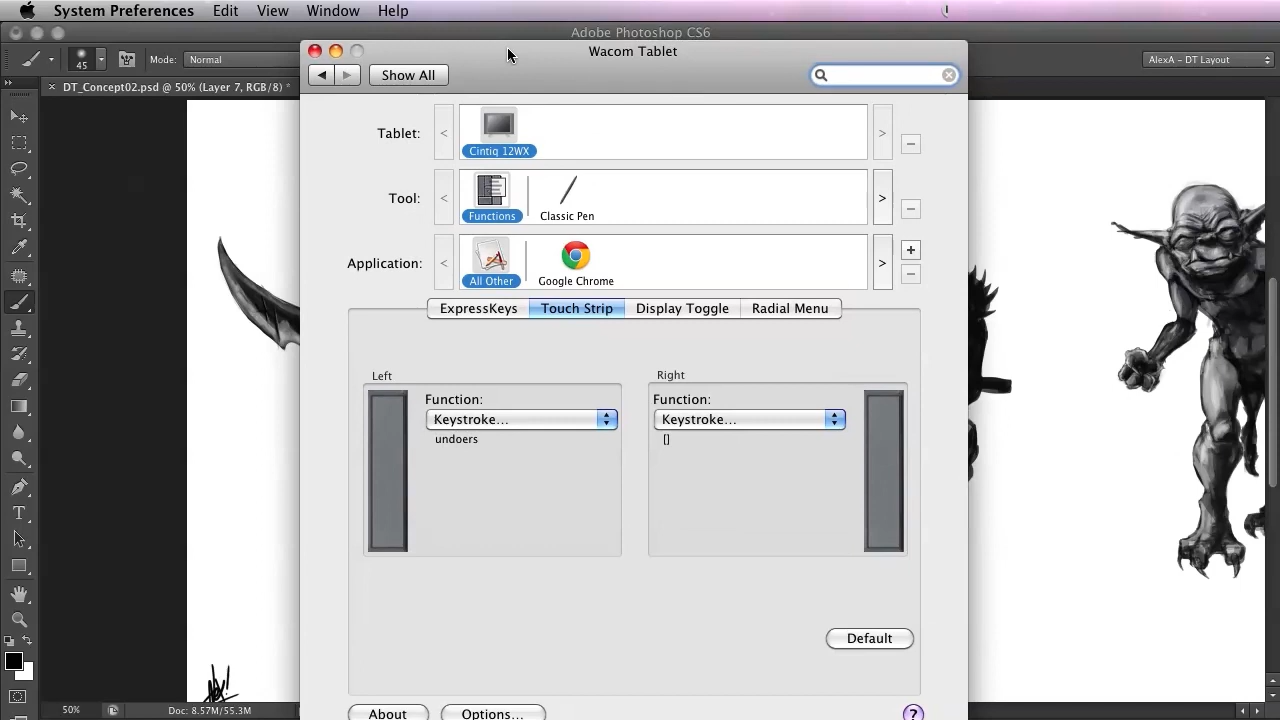 System Preferences Edit View Window Help
Adobe Photoshop CS6
45 Mode: Normal
Wacom Tablet
AlexA - DT Layout
Show All
DT_Concept02.psd @ 50% (Layer 7, RGB/8) *
Tablet:
Cintiq 12WX
Tool:
Functions Classic Pen
Application:
All Other Google Chrome
ExpressKeys Touch Strip Display Toggle Radial Menu
Left Right
Function: Function:
Keystroke... Keystroke...
undoers []
Default
50% Doc: 8.57M/55.3M
About Options... ?